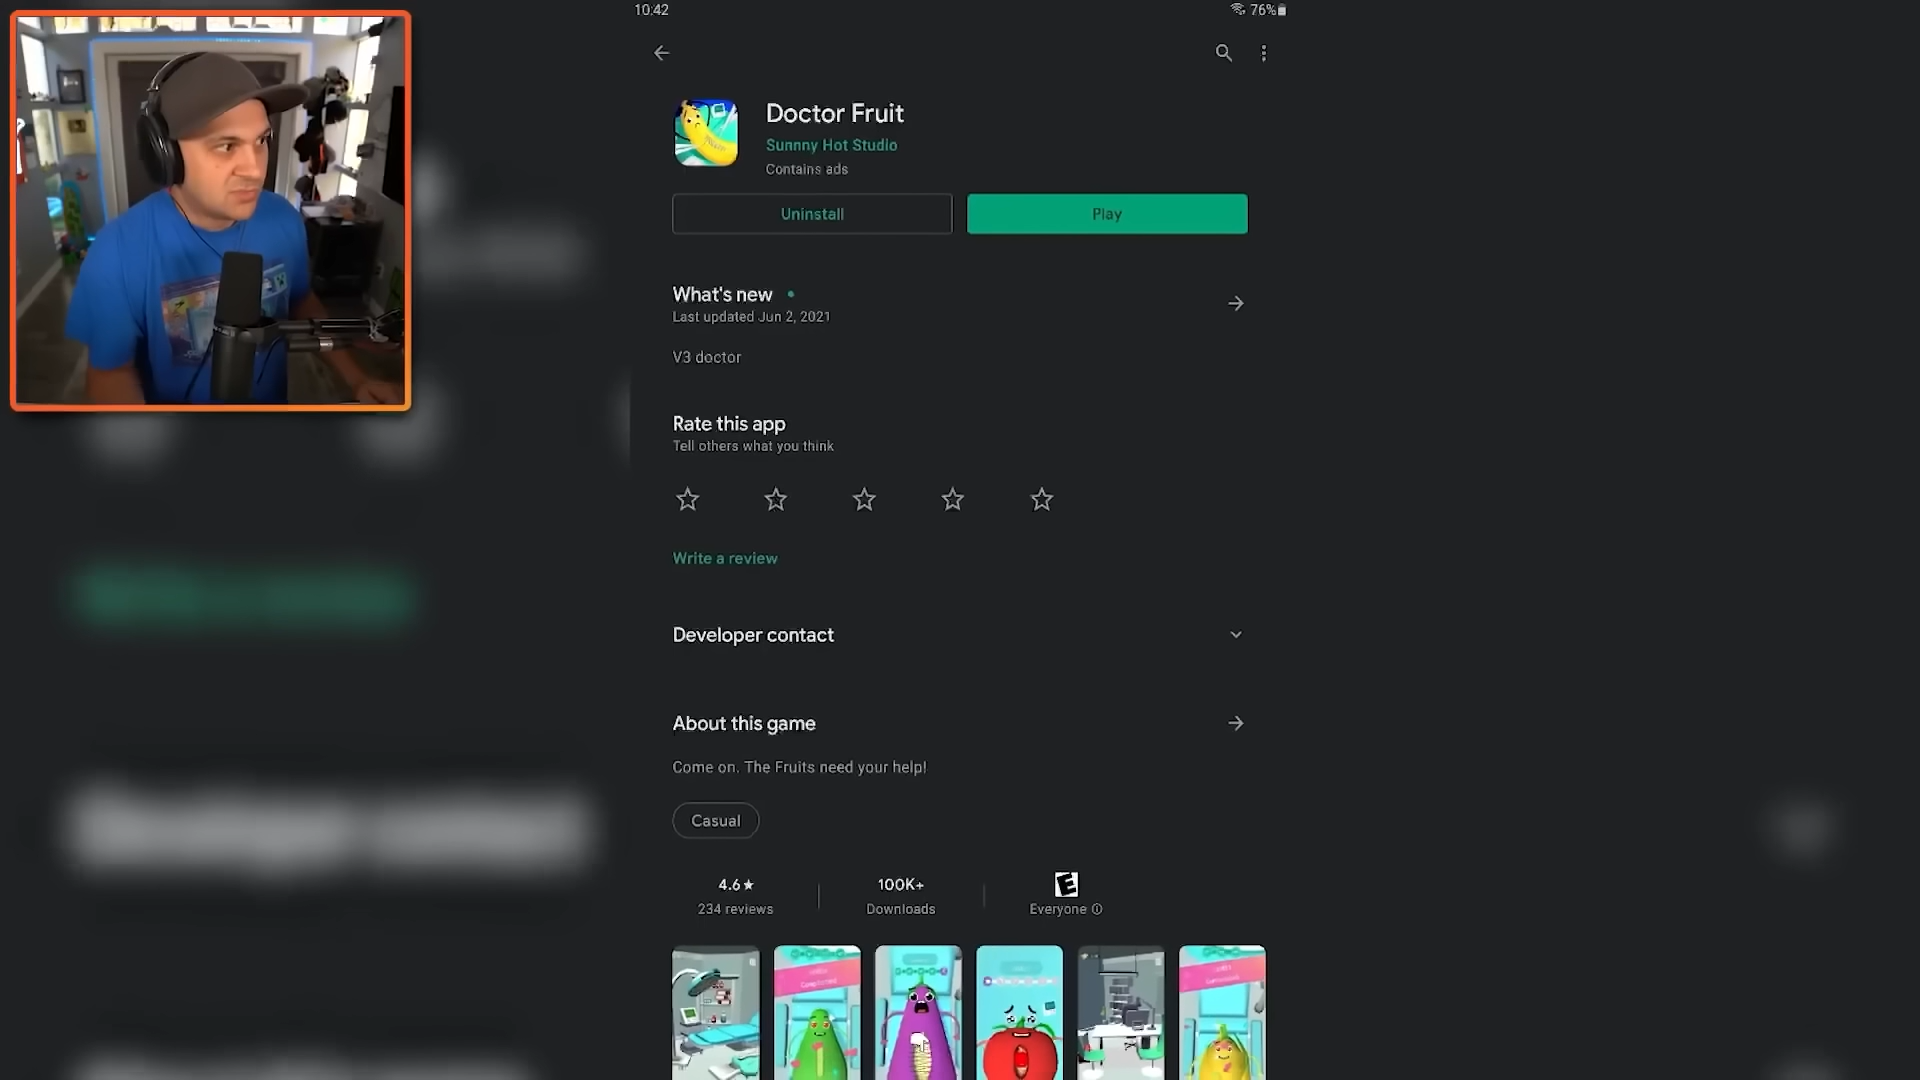 10:42
76%
Doctor Fruit
Sunnny Hot Studio
Contains ads
Uninstall
Play
What's new
Last updated Jun 2, 2021
V3 doctor
Rate this app
Tell others what you think
Write a review
Developer contact
About this game
Come on. The Fruits need your help!
Casual
4.6★
100K+
E
234 reviews
Downloads
Everyone